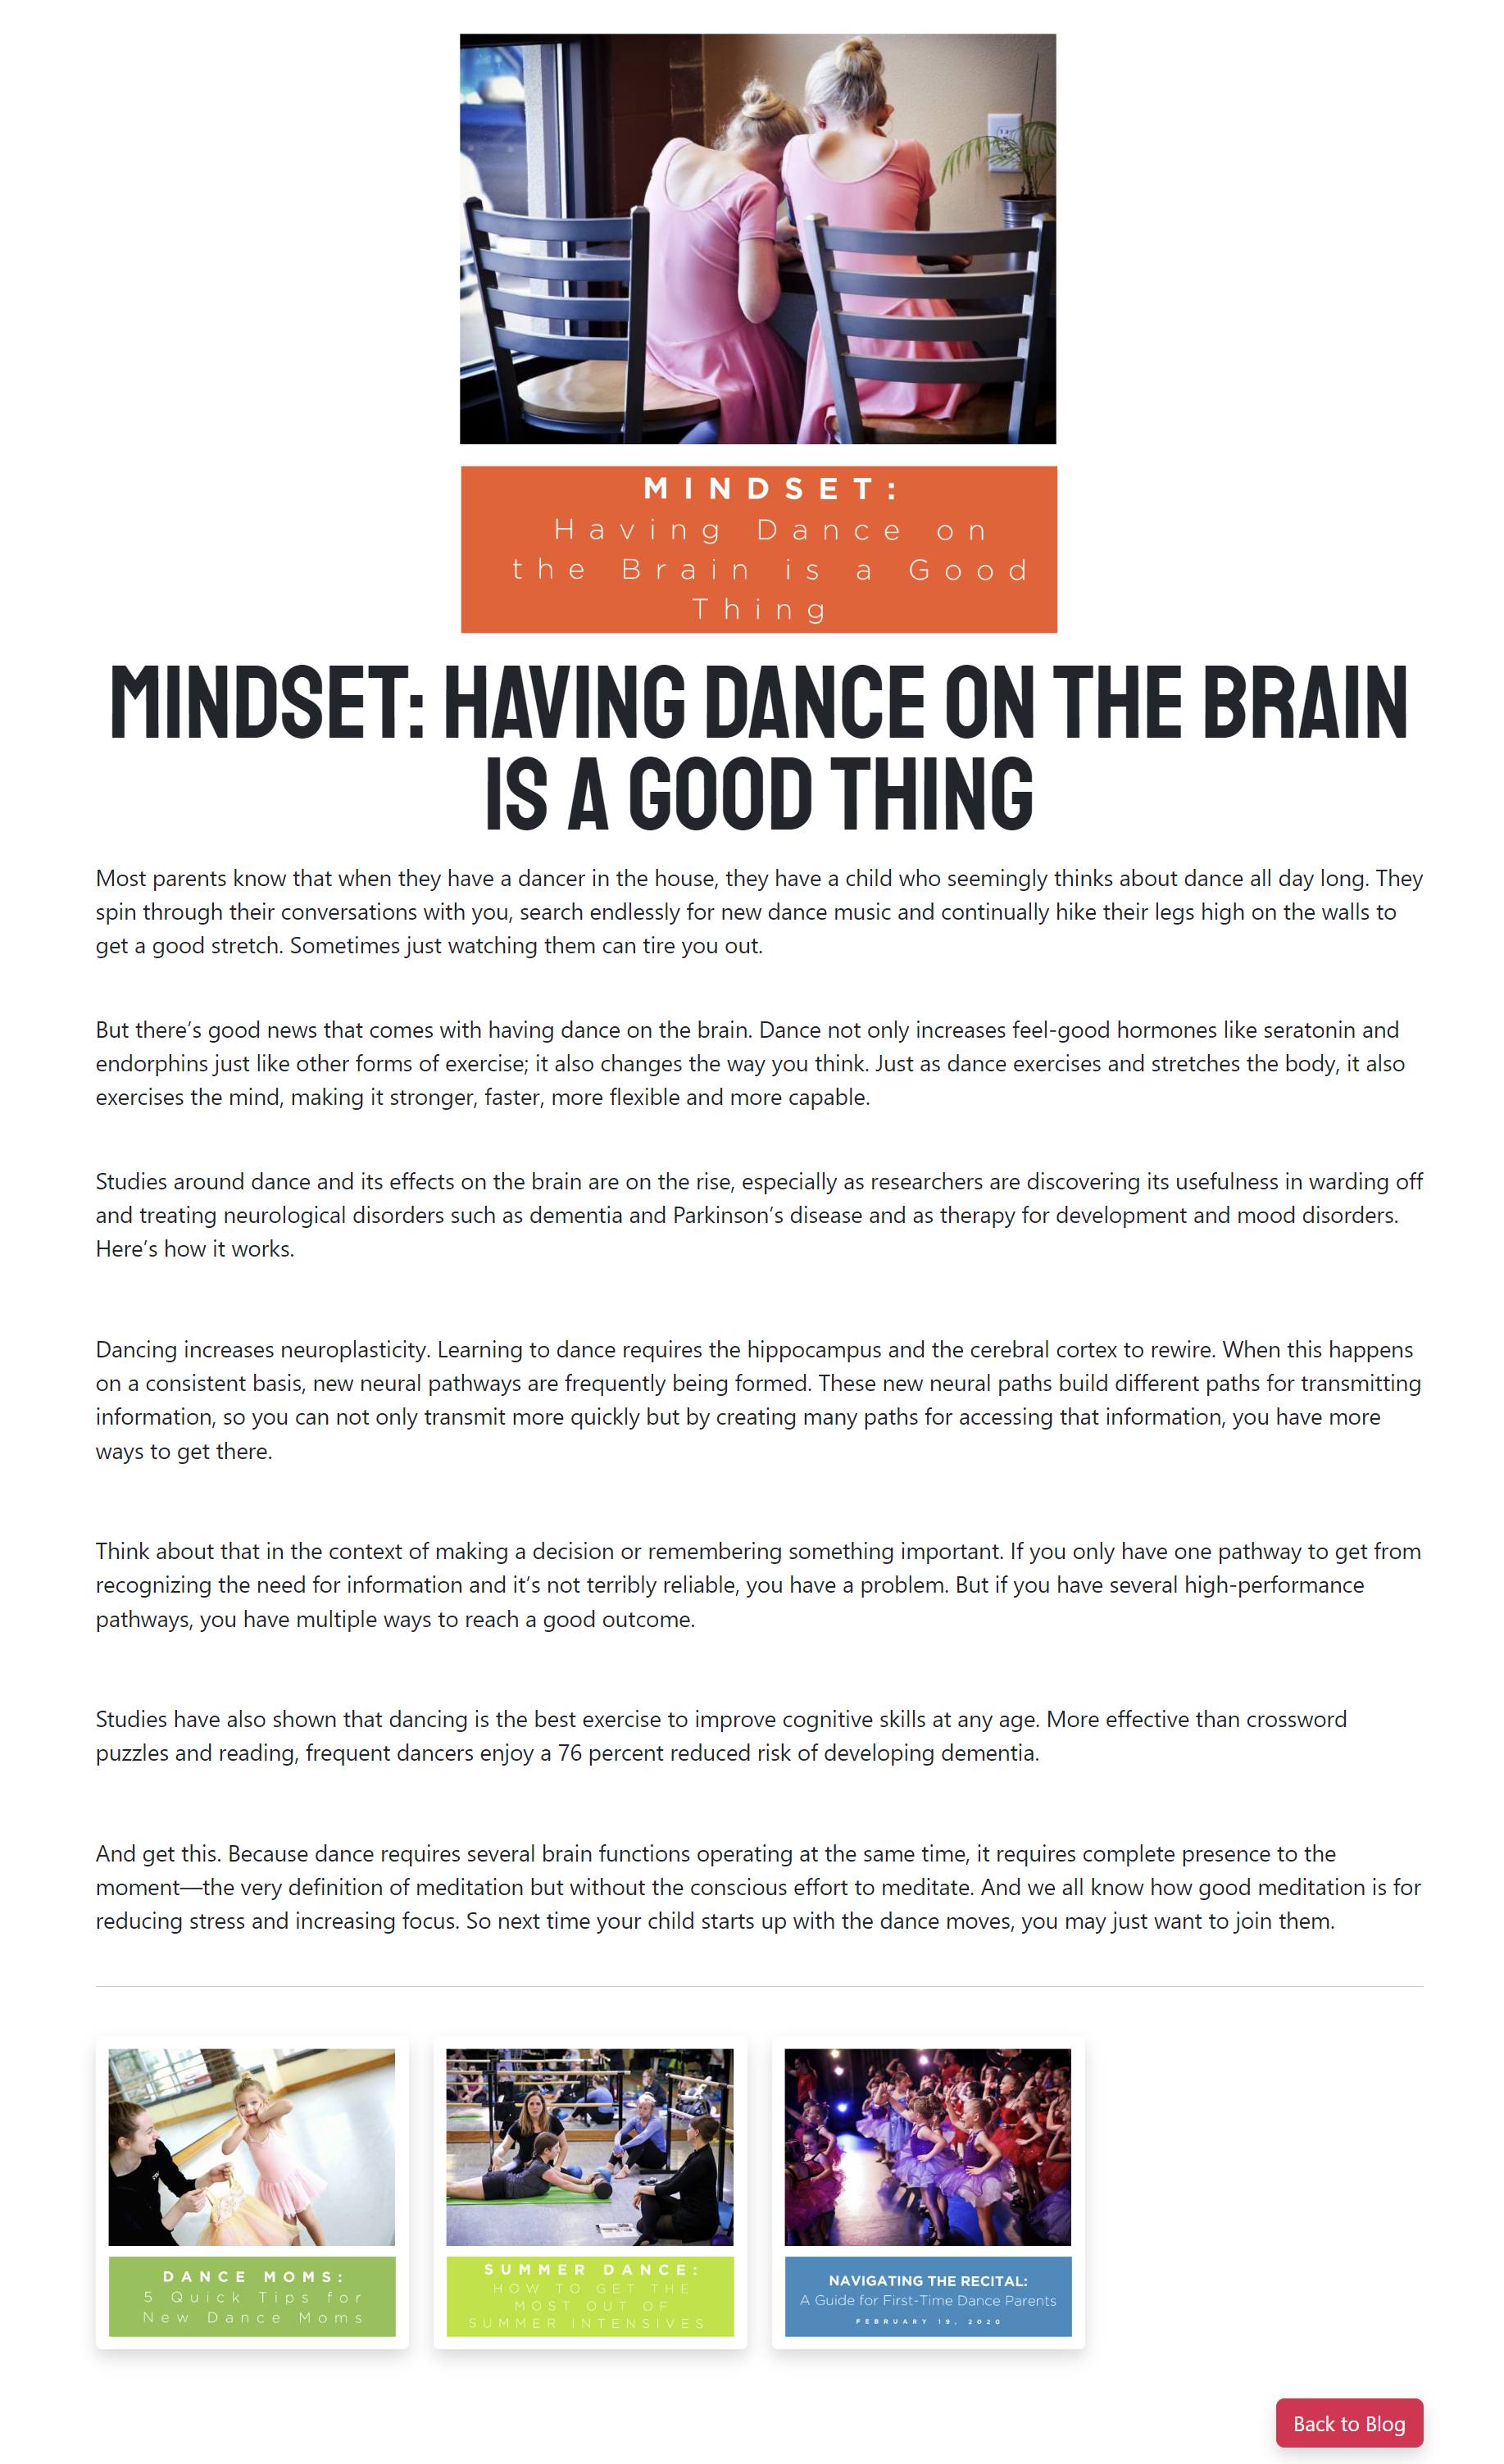 MINDSET:
Having Dance on
the Brain is a Good
Thing
MINDSET: HAVING DANCE ON THE BRAIN
IS A GOOD THING
Most parents know that when they have a dancer in the house, they have a child who seemingly thinks about dance all day long. They
spin through their conversations with you, search endlessly for new dance music and continually hike their legs high on the walls to
get a good stretch. Sometimes just watching them can tire you out.
But there’s good news that comes with having dance on the brain. Dance not only increases feel-good hormones like seratonin and
endorphins just like other forms of exercise; it also changes the way you think. Just as dance exercises and stretches the body, it also
exercises the mind, making it stronger, faster, more flexible and more capable.
Studies around dance and its effects on the brain are on the rise, especially as researchers are discovering its usefulness in warding off
and treating neurological disorders such as dementia and Parkinson’s disease and as therapy for development and mood disorders.
Here’s how it works.
Dancing increases neuroplasticity. Learning to dance requires the hippocampus and the cerebral cortex to rewire. When this happens
on a consistent basis, new neural pathways are frequently being formed. These new neural paths build different paths for transmitting
information, so you can not only transmit more quickly but by creating many paths for accessing that information, you have more
ways to get there.
Think about that in the context of making a decision or remembering something important. If you only have one pathway to get from
recognizing the need for information and it’s not terribly reliable, you have a problem. But if you have several high-performance
pathways, you have multiple ways to reach a good outcome.
Studies have also shown that dancing is the best exercise to improve cognitive skills at any age. More effective than crossword
puzzles and reading, frequent dancers enjoy a 76 percent reduced risk of developing dementia.
And get this. Because dance requires several brain functions operating at the same time, it requires complete presence to the
moment—the very definition of meditation but without the conscious effort to meditate. And we all know how good meditation is for
reducing stress and increasing focus. So next time your child starts up with the dance moves, you may just want to join them.
DANCE MOMS:
5 Quick Tips for
New Dance Moms
SUMMER DANCE:
HOW TO GET THE
MOST OUT OF
SUMMER INTENSIVES
NAVIGATING THE RECITAL:
A Guide for First-Time Dance Parents
FEBRUARY 19, 2020
Back to Blog